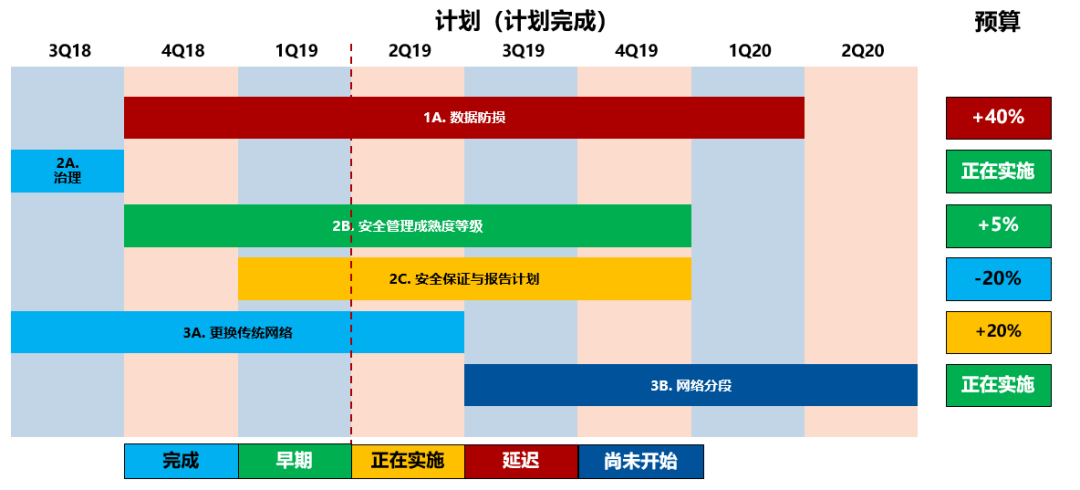 计划（计划完成）
预算
3Q18 4Q18 1Q19 2Q19 3Q19 4Q19 1Q20 2Q20
1A. 数据防损
+40%
2A.
治理
正在实施
2B. 安全管理成熟度等级
+5%
2C. 安全保证与报告计划
-20%
3A. 更换传统网络
+20%
3B. 网络分段
正在实施
完成 早期 正在实施 延迟 尚未开始